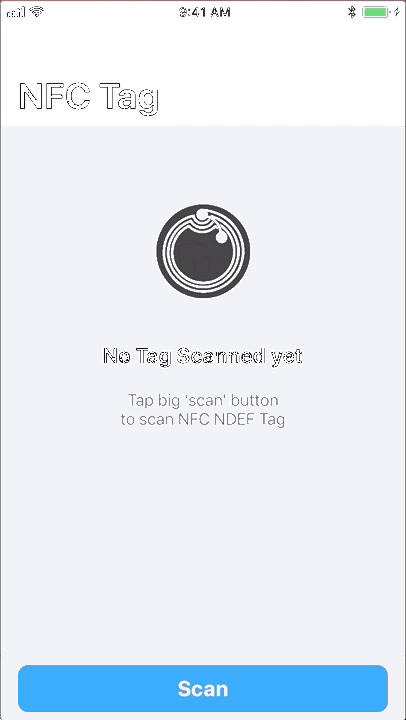 9:41 AM
NFC Tag
No Tag Scanned yet
Tap big 'scan' button
to scan NFC NDEF Tag
Scan